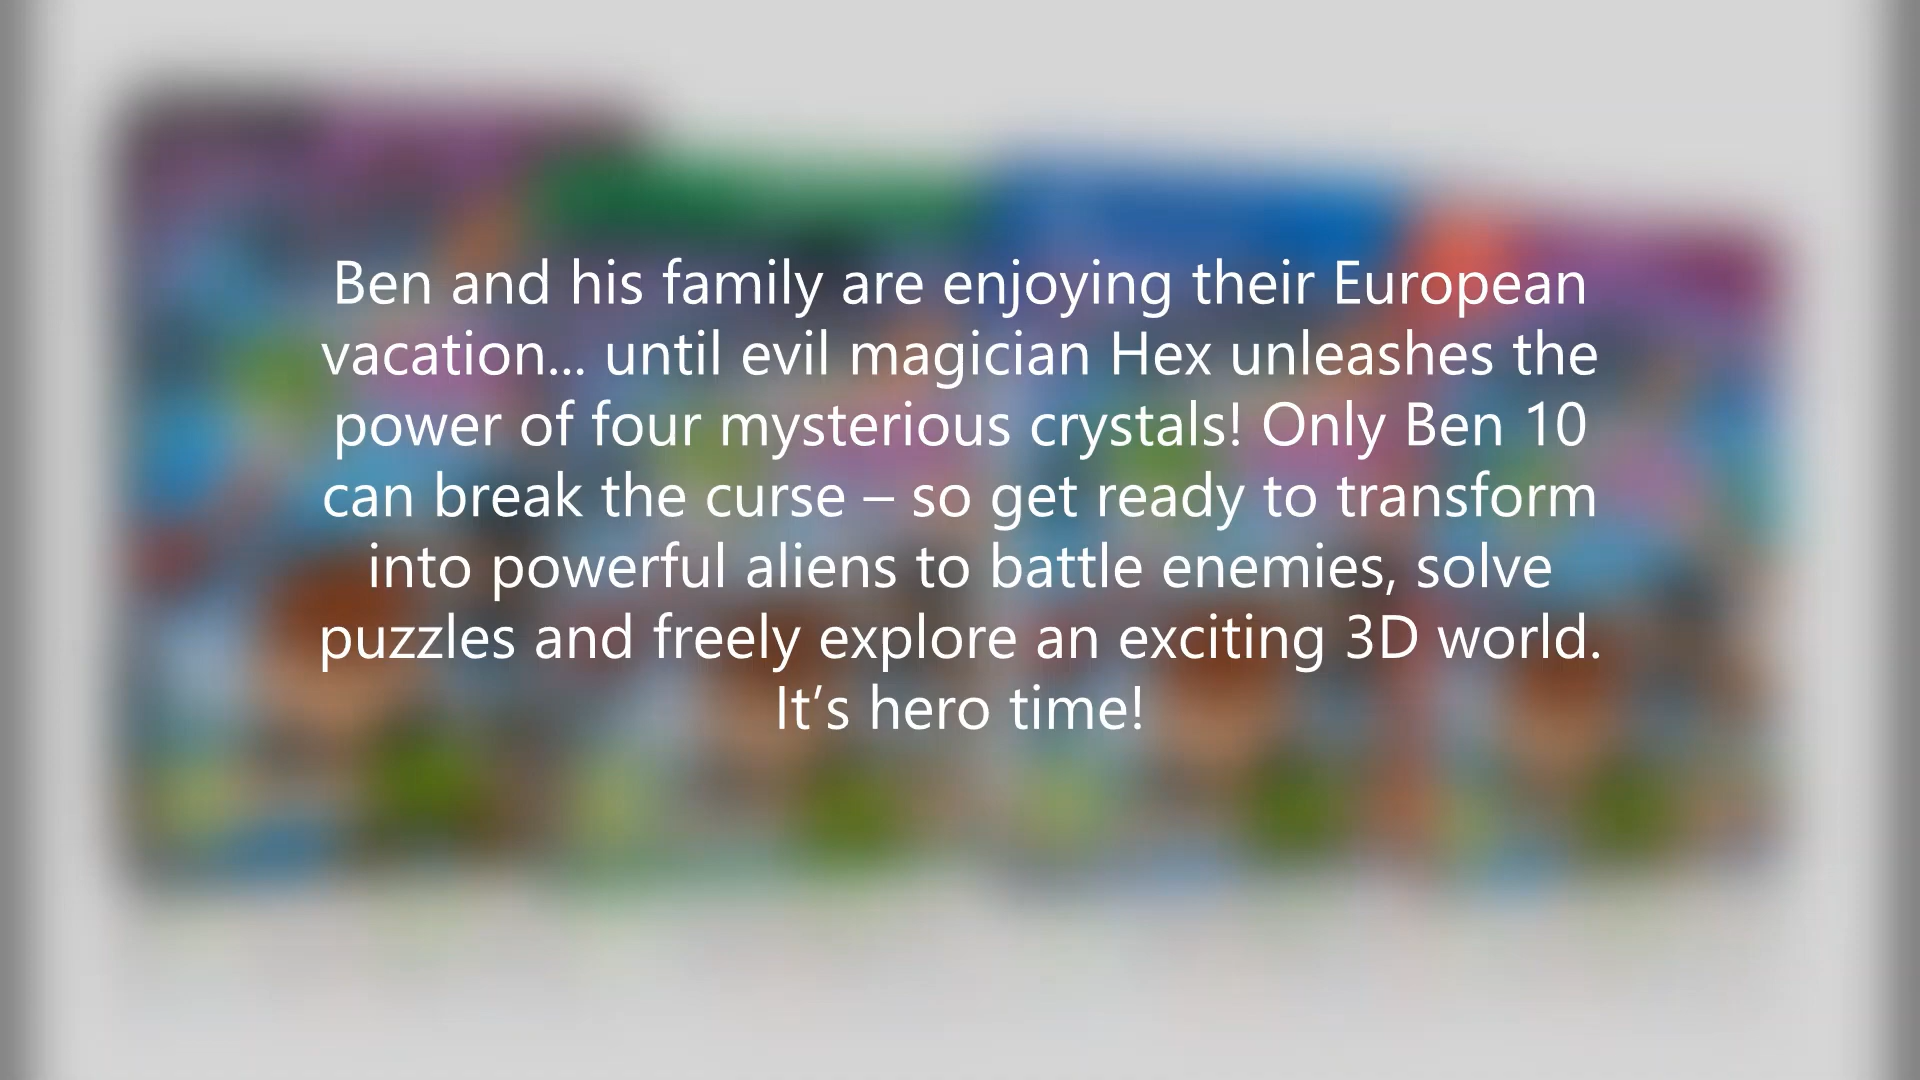 Ben and his family are enjoying their European
vacation... until evil magician Hex unleashes the
power of four mysterious crystals! Only Ben 10
can break the curse – so get ready to transform
into powerful aliens to battle enemies, solve
puzzles and freely explore an exciting 3D world.
It’s hero time!